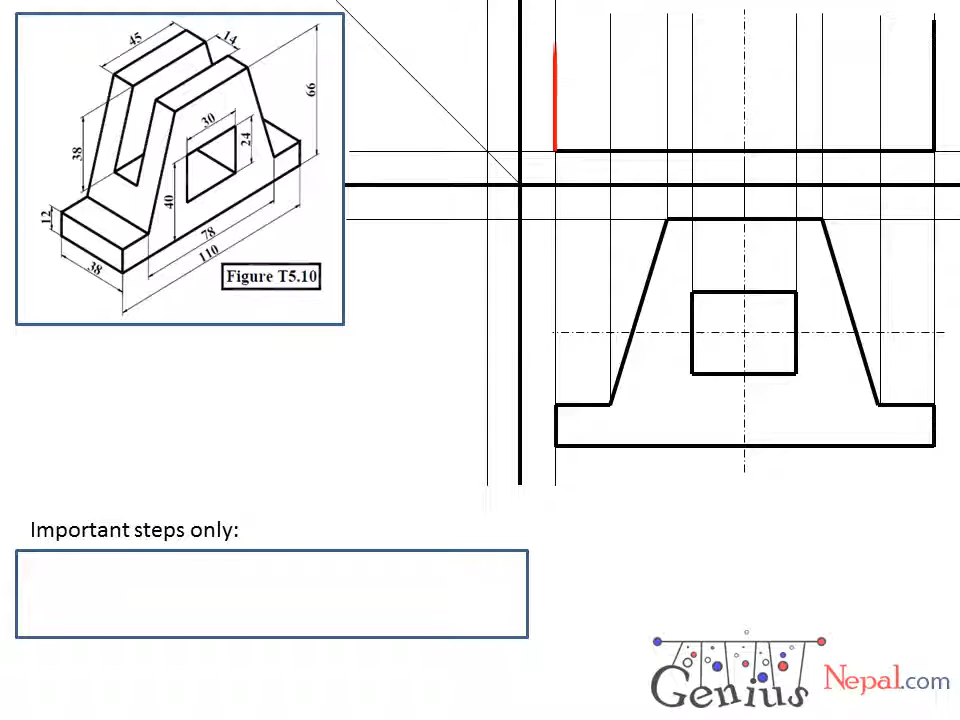 45
14
66
30
24
38
40
12
78
110
38
Figure T5.10
Important steps only:
Genius
Nepal.com